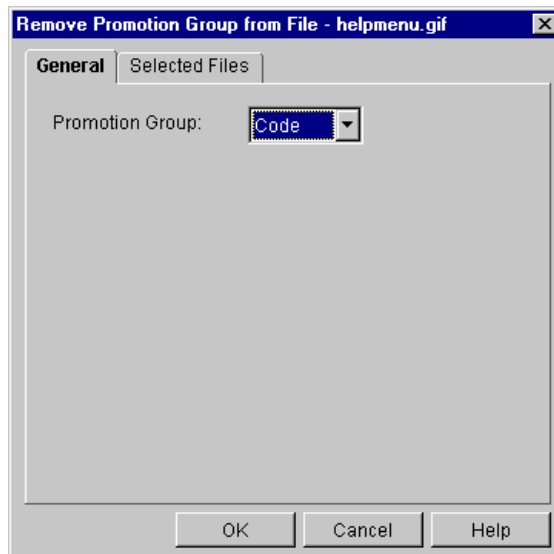 Remove Promotion Group from File - helpmenu.gif
General Selected Files
Promotion Group: Code
OK Cancel Help